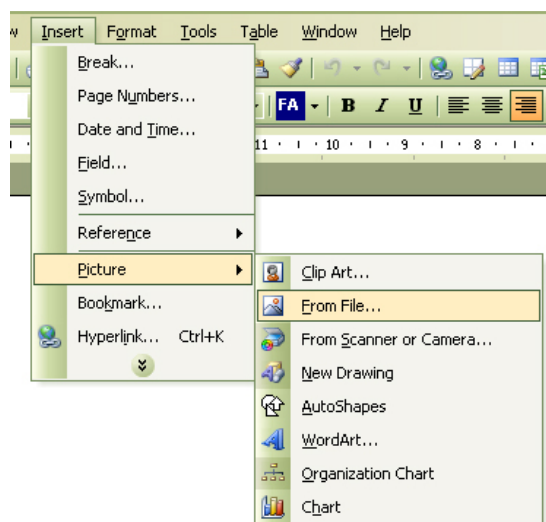 w Insert Format Tools Table Window Help
FA B I U
11 · 10 · 9 · 8
Break...
Page Numbers...
Date and Time...
Field...
Symbol...
Reference
Picture
Bookmark...
Hyperlink... Ctrl+K
Clip Art...
From File...
From Scanner or Camera...
New Drawing
AutoShapes
WordArt...
Organization Chart
Chart